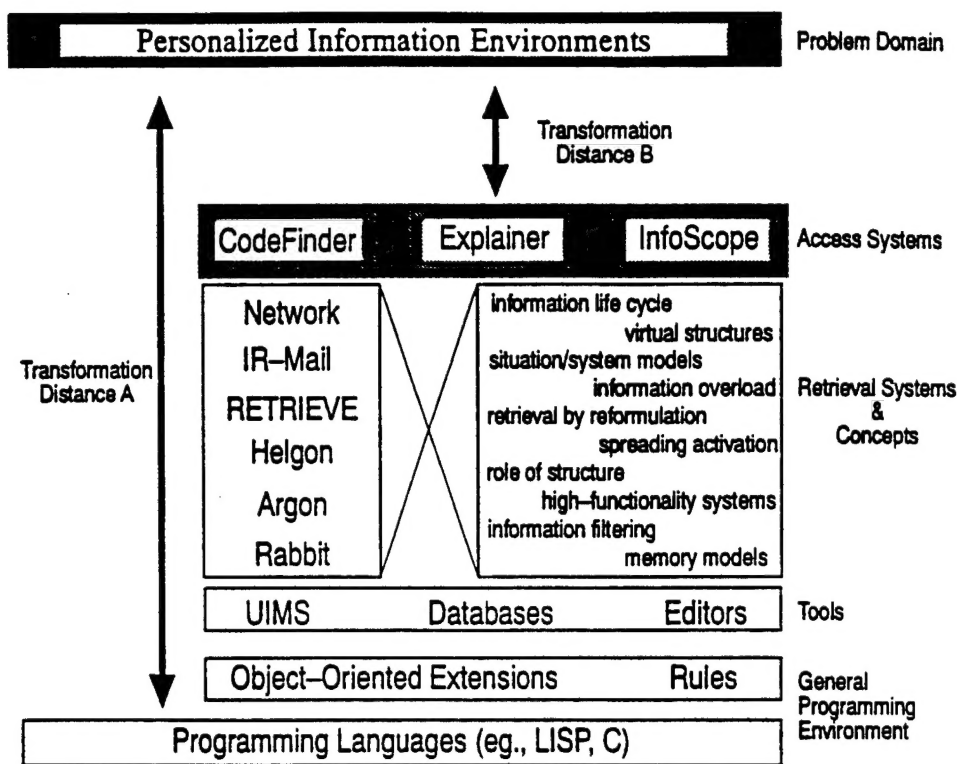 Personalized Information Environments
Problem Domain
Transformation
Distance B
CodeFinder Explainer InfoScope
Access Systems
Transformation
Distance A
Network
IR–Mail
RETRIEVE
Helgon
Argon
Rabbit
information life cycle
virtual structures
situation/system models
information overload
retrieval by reformulation
spreading activation
role of structure
high–functionality systems
information filtering
memory models
Retrieval Systems
&
Concepts
UIMS Databases Editors
Tools
Object–Oriented Extensions Rules
General
Programming
Environment
Programming Languages (eg., LISP, C)